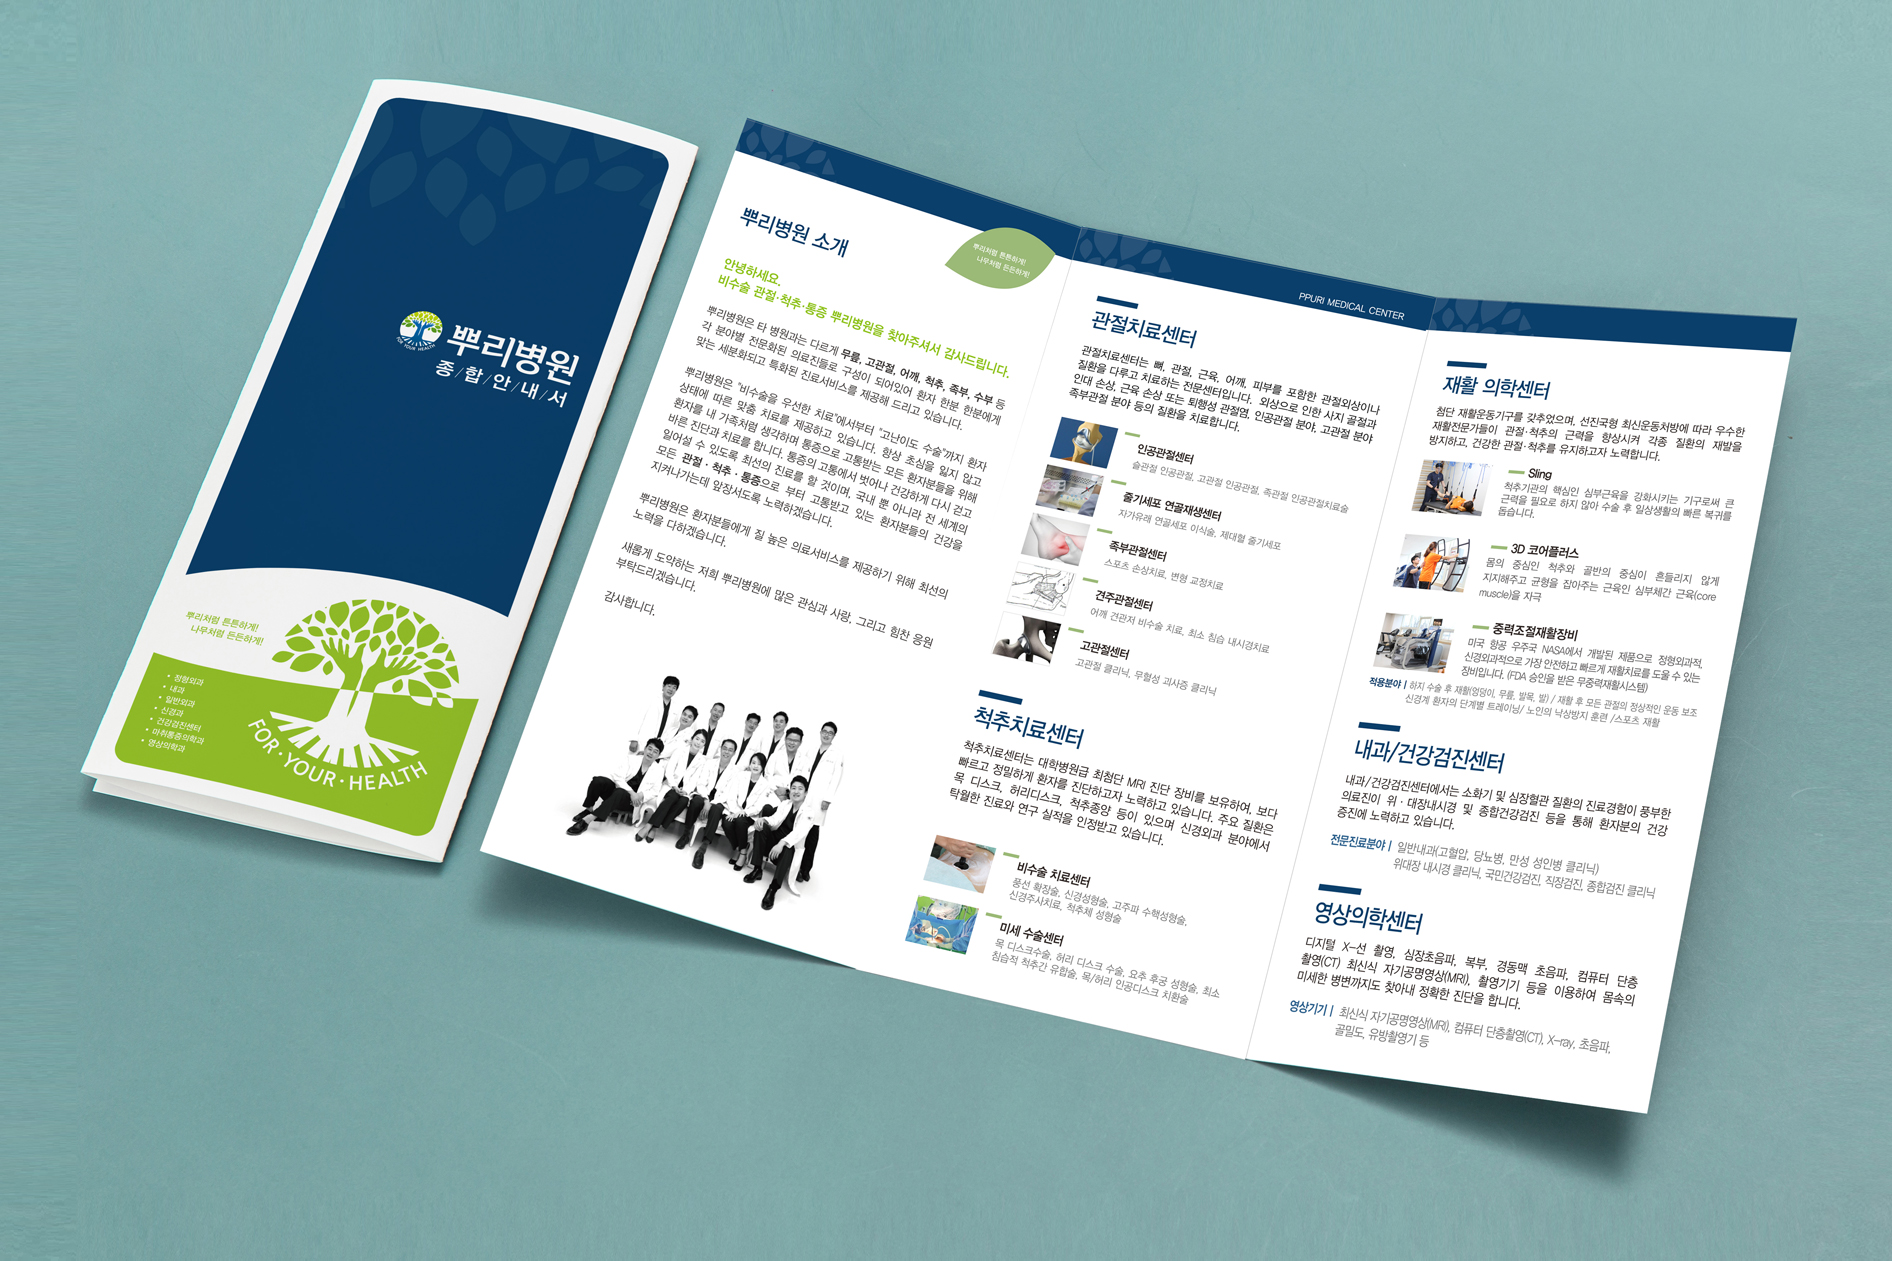 FOR YOUR HEALTH
뿌리병원
종/합/안/내/서
뿌리처럼 튼튼하게!
나무처럼 든든하게!
• 정형외과
• 내과
• 일반외과
• 신경과
• 건강검진센터
• 마취통증의학과
• 영상의학과
FOR·YOUR·HEALTH
뿌리병원 소개
뿌리처럼 튼튼하게!
나무처럼 든든하게!
안녕하세요.
비수술 관절·척추·통증 뿌리병원을 찾아주셔서 감사드립니다.
뿌리병원은 타 병원과는 다르게 무릎, 고관절, 어깨, 척추, 족부, 수부 등
각 분야별 전문화된 의료진들로 구성이 되어있어 환자 한분 한분에게
맞는 세분화되고 특화된 진료서비스를 제공해 드리고 있습니다.
뿌리병원은 "비수술을 우선한 치료"에서부터 "고난이도 수술"까지 환자
상태에 따른 맞춤 치료를 제공하고 있습니다. 항상 초심을 잃지 않고
환자를 내 가족처럼 생각하며 통증으로 고통받는 모든 환자분들을 위해
바른 진단과 치료를 합니다. 통증의 고통에서 벗어나 건강하게 다시 걷고
일어설 수 있도록 최선의 진료를 할 것이며, 국내 뿐 아니라 전 세계의
모든 관절·척추·통증으로 부터 고통받고 있는 환자분들의 건강을
지켜나가는데 앞장서도록 노력하겠습니다.
뿌리병원은 환자분들에게 질 높은 의료서비스를 제공하기 위해 최선의
노력을 다하겠습니다.
새롭게 도약하는 저희 뿌리병원에 많은 관심과 사랑, 그리고 힘찬 응원
부탁드리겠습니다.
감사합니다.
PPURI MEDICAL CENTER
관절치료센터
관절치료센터는 뼈, 관절, 근육, 어깨, 피부를 포함한 관절외상이나
질환을 다루고 치료하는 전문센터입니다. 외상으로 인한 사지 골절과
인대 손상, 근육 손상 또는 퇴행성 관절염, 인공관절 분야, 고관절 분야
족부관절 분야 등의 질환을 치료합니다.
인공관절센터
슬관절 인공관절, 고관절 인공관절, 족관절 인공관절치료술
줄기세포 연골재생센터
자가유래 연골세포 이식술, 제대혈 줄기세포
족부관절센터
스포츠 손상치료, 변형 교정치료
견주관절센터
어깨 견관저 비수술 치료, 최소 침습 내시경치료
고관절센터
고관절 클리닉, 무혈성 괴사증 클리닉
척추치료센터
척추치료센터는 대학병원급 최첨단 MRI 진단 장비를 보유하여, 보다
빠르고 정밀하게 환자를 진단하고자 노력하고 있습니다. 주요 질환은
목 디스크, 허리디스크, 척추종양 등이 있으며 신경외과 분야에서
탁월한 진료와 연구 실적을 인정받고 있습니다.
비수술 치료센터
풍선 확장술, 신경성형술, 고주파 수핵성형술,
신경주사치료, 척추체 성형술
미세 수술센터
목 디스크수술, 허리 디스크 수술, 요추 후궁 성형술, 최소
침습적 척추간 유합술, 목/허리 인공디스크 치환술
재활 의학센터
첨단 재활운동기구를 갖추었으며, 선진국형 최신운동처방에 따라 우수한
재활전문가들이 관절·척추의 근력을 향상시켜 각종 질환의 재발을
방지하고, 건강한 관절·척추를 유지하고자 노력합니다.
Sling
척추기관의 핵심인 심부근육을 강화시키는 기구로써 큰
근력을 필요로 하지 않아 수술 후 일상생활의 빠른 복귀를
돕습니다.
3D 코어플러스
몸의 중심인 척추와 골반의 중심이 흔들리지 않게
지지해주고 균형을 잡아주는 근육인 심부체간 근육(core
muscle)을 자극
중력조절재활장비
미국 항공 우주국 NASA에서 개발된 제품으로 정형외과적,
신경외과적으로 가장 안전하고 빠르게 재활치료를 도울 수 있는
장비입니다. (FDA 승인을 받은 무중력재활시스템)
적용분야 | 하지 수술 후 재활(엉덩이, 무릎, 발목, 발) / 재활 후 모든 관절의 정상적인 운동 보조
신경계 환자의 단계별 트레이닝/ 노인의 낙상방지 훈련 /스포츠 재활
내과/건강검진센터
내과/건강검진센터에서는 소화기 및 심장혈관 질환의 진료경험이 풍부한
의료진이 위·대장내시경 및 종합건강검진 등을 통해 환자분의 건강
증진에 노력하고 있습니다.
전문진료분야 | 일반내과(고혈압, 당뇨병, 만성 성인병 클리닉)
위대장 내시경 클리닉, 국민건강검진, 직장검진, 종합검진 클리닉
영상의학센터
디지털 X-선 촬영, 심장초음파, 복부, 경동맥 초음파, 컴퓨터 단층
촬영(CT) 최신식 자기공명영상(MRI), 촬영기기 등을 이용하여 몸속의
미세한 병변까지도 찾아내 정확한 진단을 합니다.
영상기기 | 최신식 자기공명영상(MRI), 컴퓨터 단층촬영(CT), X-ray, 초음파,
골밀도, 유방촬영기 등